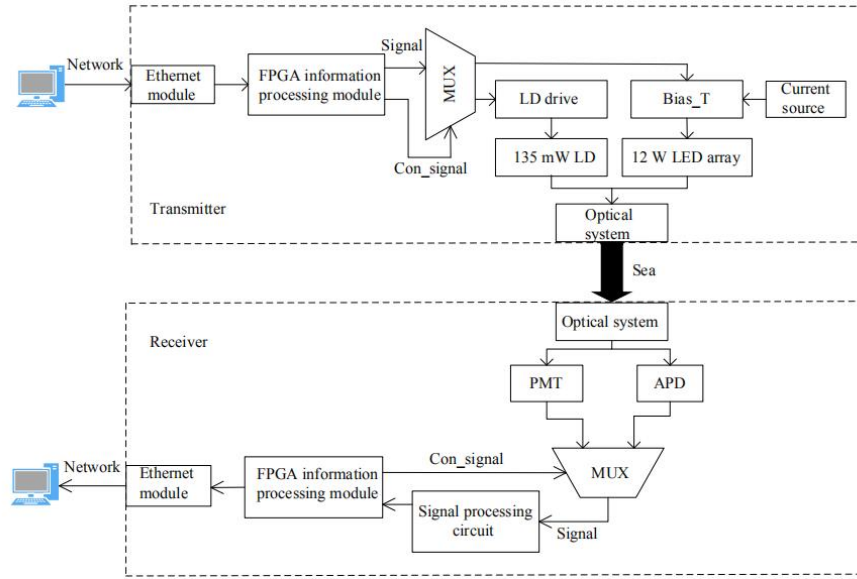 Network
Ethernet
module
FPGA information
processing module
Signal
Con_signal
MUX
LD drive
Bias_T
Current
source
135 mW LD
12 W LED array
Transmitter
Optical
system
Sea
Receiver
Optical system
PMT
APD
Network
Ethernet
module
FPGA information
processing module
Con_signal
MUX
Signal processing
circuit
Signal